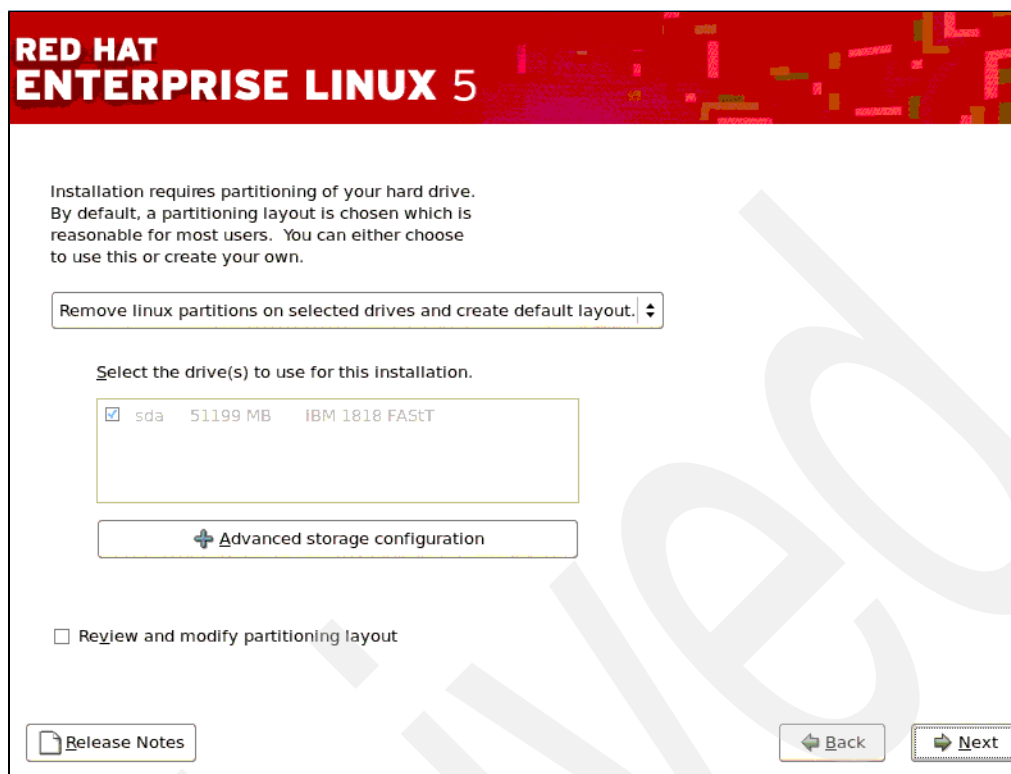 RED HAT
ENTERPRISE LINUX 5
Installation requires partitioning of your hard drive.
By default, a partitioning layout is chosen which is
reasonable for most users.  You can either choose
to use this or create your own.
Remove linux partitions on selected drives and create default layout.
Select the drive(s) to use for this installation.
sda 51199 MB IBM 1818 FAStT
Advanced storage configuration
Review and modify partitioning layout
Release Notes
Back
Next